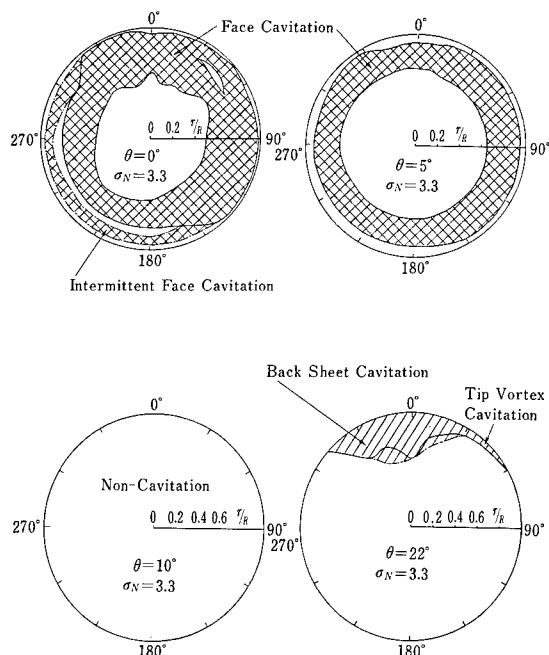 0°
Face Cavitation
0 0.2 r/R
270°
90°
θ=0°
σN=3.3
180°
Intermittent Face Cavitation
0°
0 0.2 r/R
270°
90°
θ=5°
σN=3.3
180°
0°
Non-Cavitation
0 0.2 0.4 0.6 r/R
270°
90°
θ=10°
σN=3.3
180°
Back Sheet Cavitation
0°
Tip Vortex
Cavitation
0 0.2 0.4 0.6 r/R
270°
90°
θ=22°
σN=3.3
180°